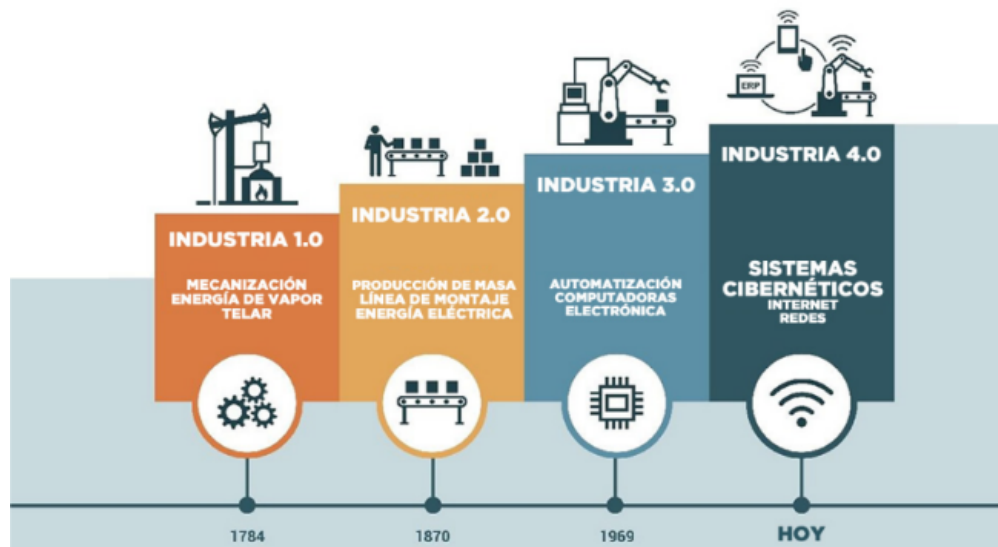 ERP
INDUSTRIA 1.0
MECANIZACIÓN
ENERGÍA DE VAPOR
TELAR
INDUSTRIA 2.0
PRODUCCIÓN DE MASA
LÍNEA DE MONTAJE
ENERGÍA ELÉCTRICA
INDUSTRIA 3.0
AUTOMATIZACIÓN
COMPUTADORAS
ELECTRÓNICA
INDUSTRIA 4.0
SISTEMAS
CIBERNÉTICOS
INTERNET
REDES
1784
1870
1969
HOY